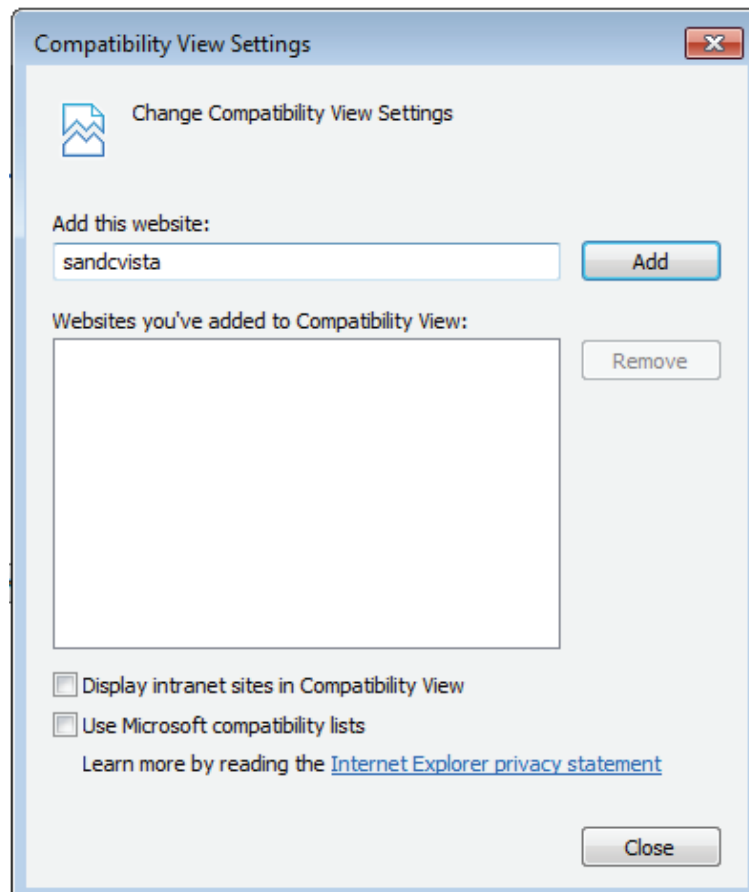 Compatibility View Settings
Change Compatibility View Settings
Add this website:
sandcvista
Add
Websites you've added to Compatibility View:
Remove
Display intranet sites in Compatibility View
Use Microsoft compatibility lists
Learn more by reading the Internet Explorer privacy statement
Close